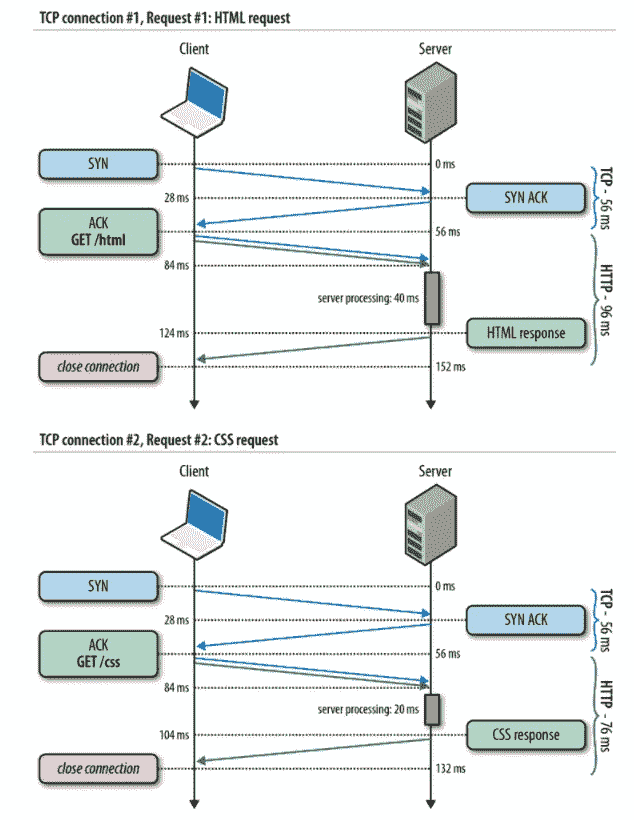 TCP connection #1, Request #1: HTML request
Client
Server
SYN
0 ms
28 ms
SYN ACK
TCP - 56 ms
ACK
GET /html
56 ms
84 ms
server processing: 40 ms
HTTP - 96 ms
124 ms
HTML response
close connection
152 ms
TCP connection #2, Request #2: CSS request
Client
Server
SYN
0 ms
28 ms
SYN ACK
TCP - 56 ms
ACK
GET /css
56 ms
84 ms
server processing: 20 ms
HTTP - 76 ms
104 ms
CSS response
close connection
132 ms